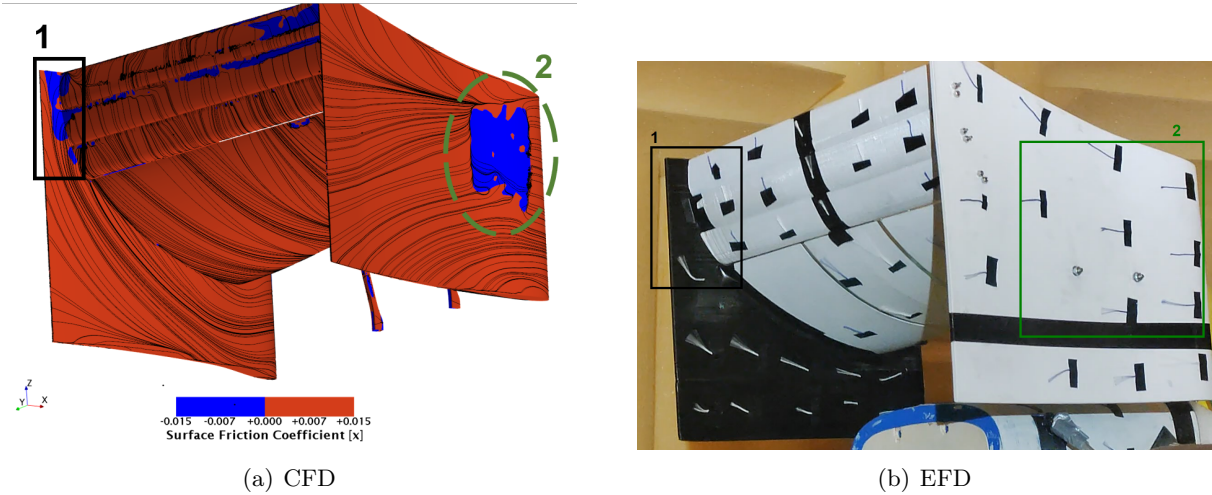 1
2
Z
Y
X
-0.015 -0.007 +0.000 +0.007 +0.015
Surface Friction Coefficient [x]
(a) CFD
1
2
(b) EFD